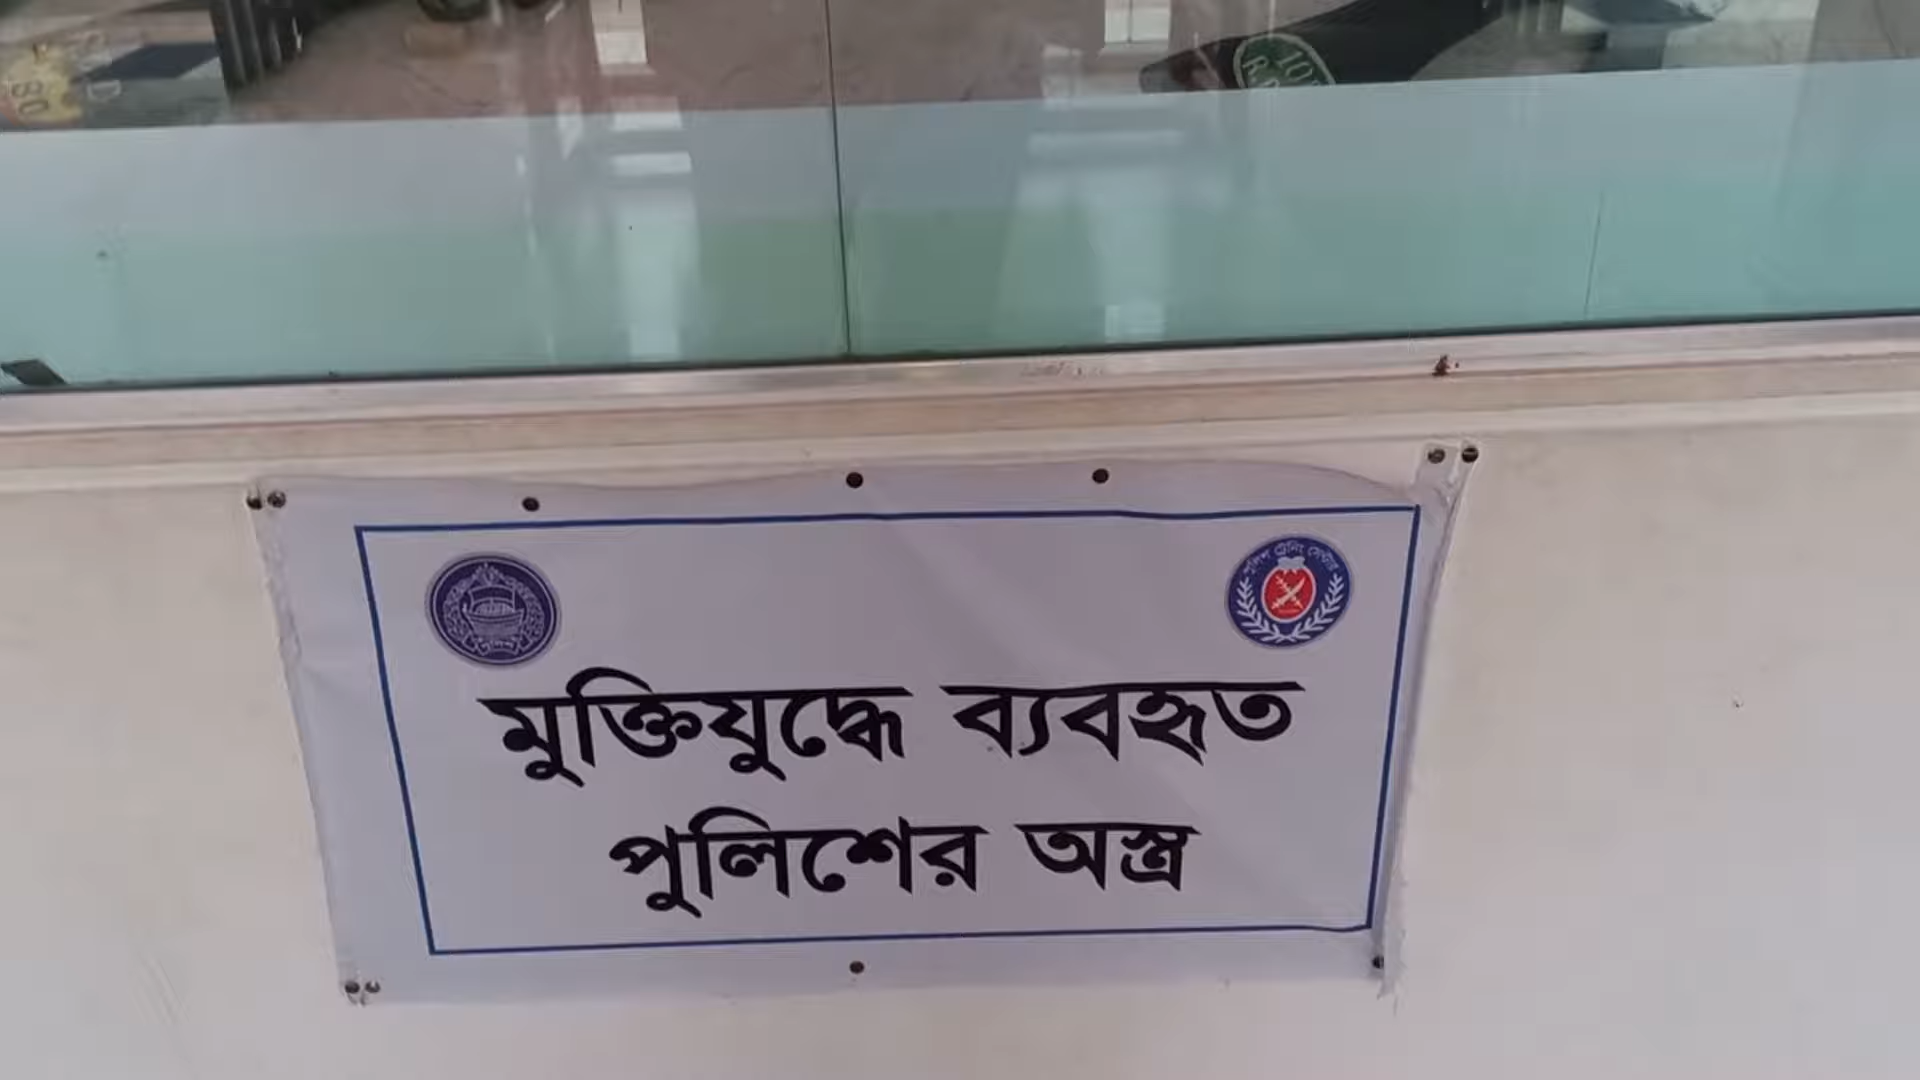 পুলিশ ট্রেনিং সেন্টার
মুক্তিযুদ্ধে ব্যবহৃত
পুলিশের অস্ত্র